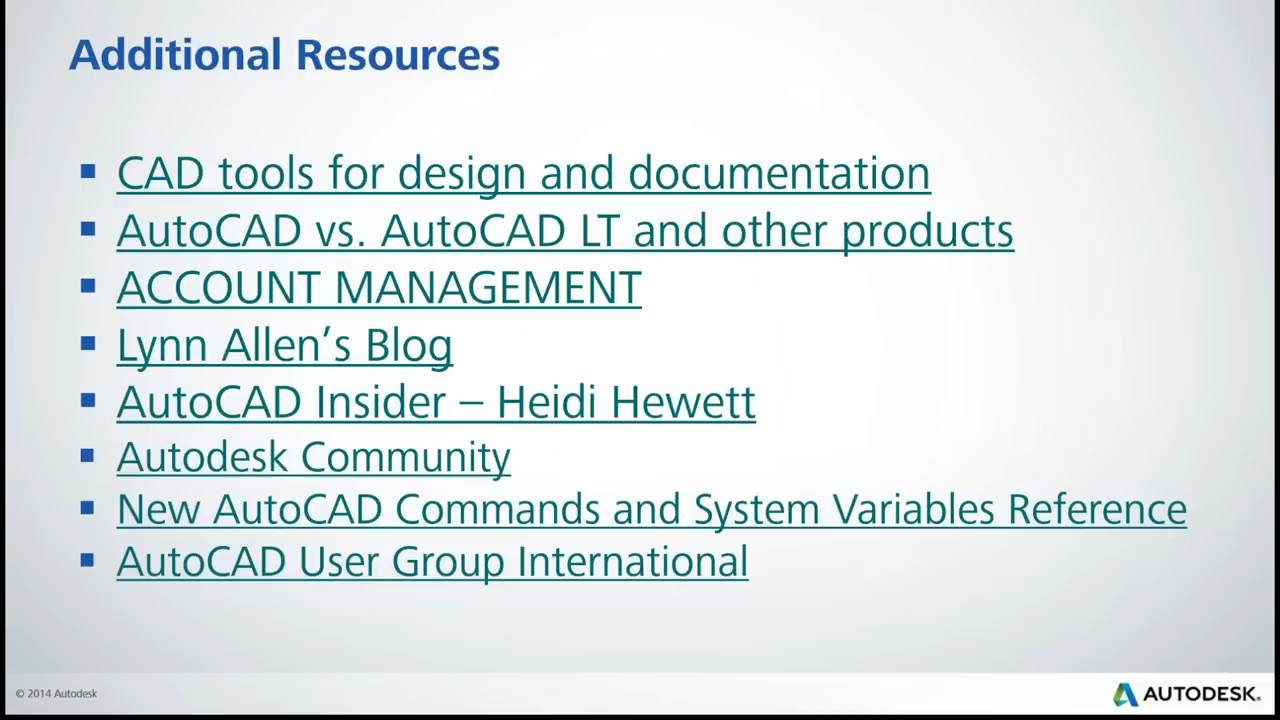 Additional Resources
CAD tools for design and documentation
AutoCAD vs. AutoCAD LT and other products
ACCOUNT MANAGEMENT
Lynn Allen’s Blog
AutoCAD Insider – Heidi Hewett
Autodesk Community
New AutoCAD Commands and System Variables Reference
AutoCAD User Group International
© 2014 Autodesk
AUTODESK.